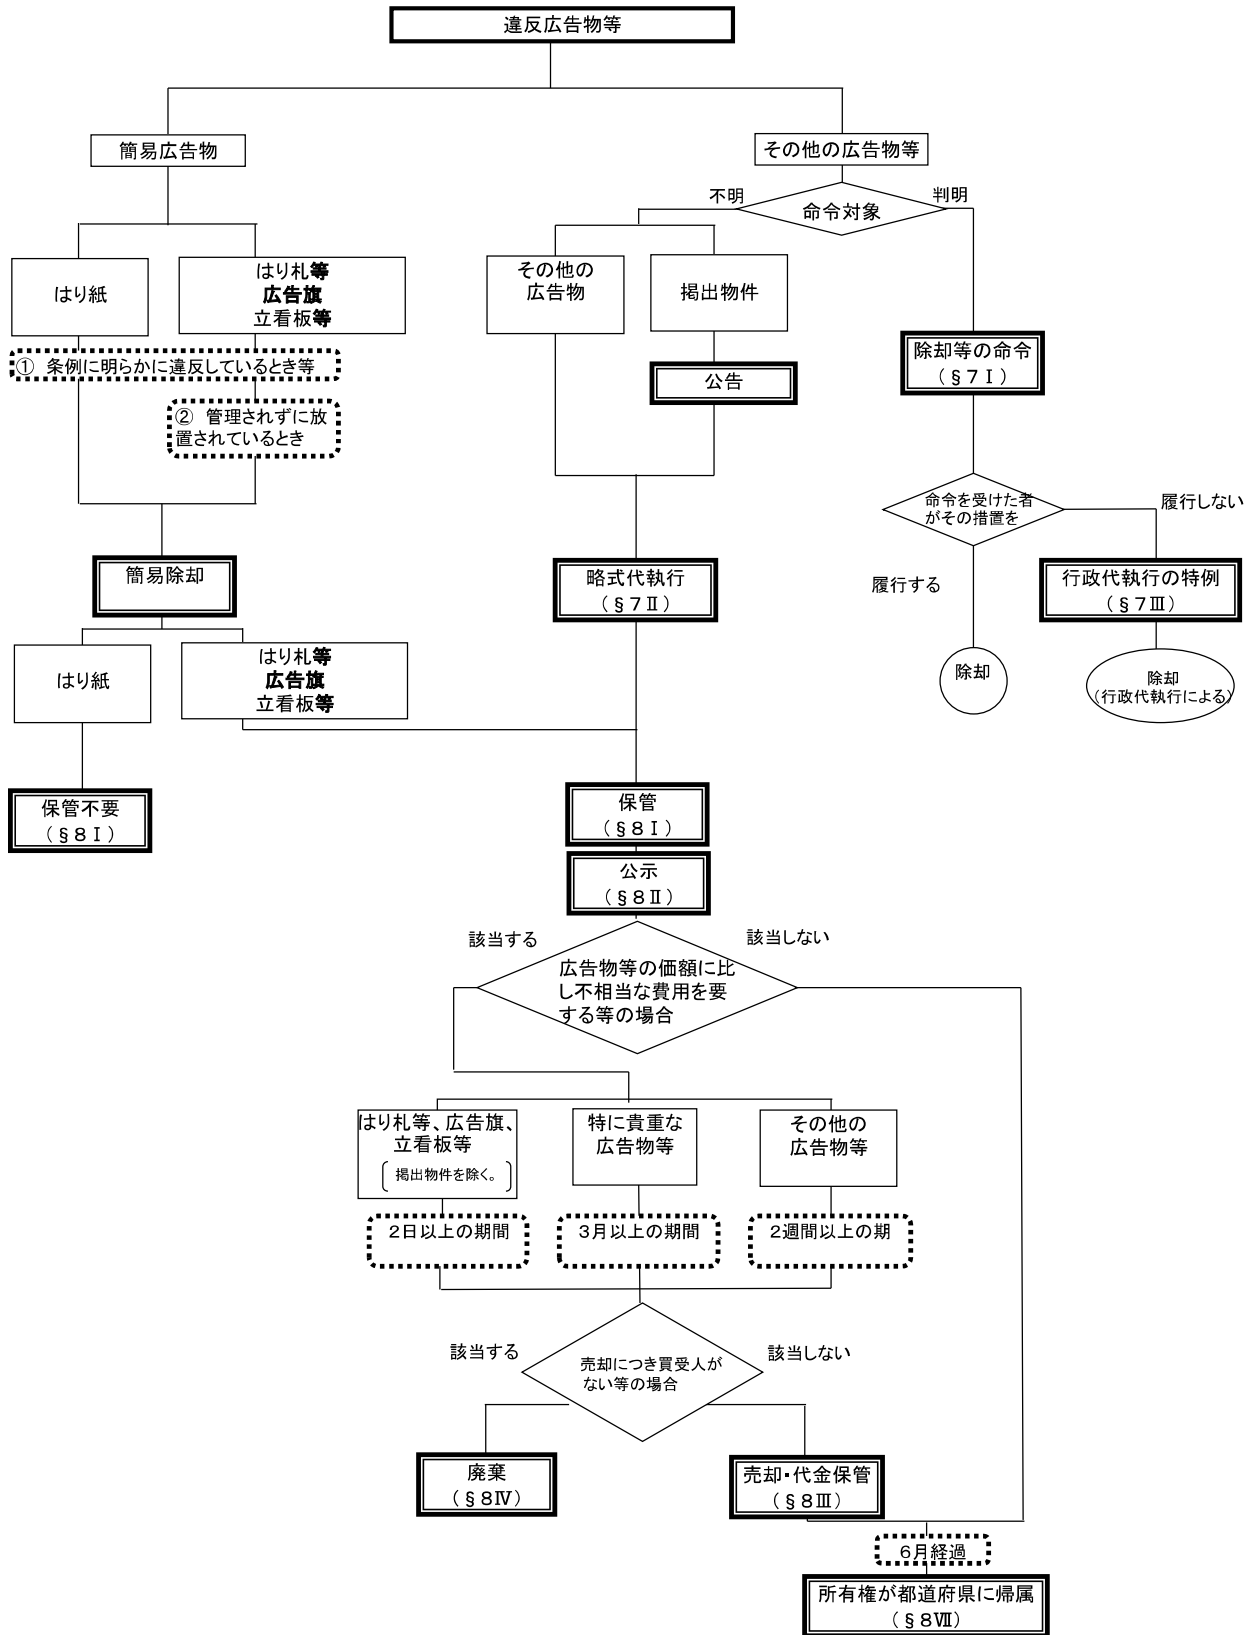 違反広告物等
簡易広告物
その他の広告物等
不明
命令対象
判明
はり紙
はり札等
広告旗
立看板等
その他の
広告物
掲出物件
① 条例に明らかに違反しているとき等
② 管理されずに放
置されているとき
公告
除却等の命令
（§7Ⅰ）
命令を受けた者
がその措置を
履行しない
履行する
簡易除却
略式代執行
（§7Ⅱ）
行政代執行の特例
（§7Ⅲ）
はり紙
はり札等
広告旗
立看板等
除却
除却
（行政代執行による）
保管不要
（§8Ⅰ）
保管
（§8Ⅰ）
公示
（§8Ⅱ）
該当する
該当しない
広告物等の価額に比
し不相当な費用を要
する等の場合
はり札等、広告旗、
立看板等
掲出物件を除く。
特に貴重な
広告物等
その他の
広告物等
2日以上の期間
3月以上の期間
2週間以上の期
該当する
該当しない
売却につき買受人が
ない等の場合
廃棄
（§8Ⅳ）
売却・代金保管
（§8Ⅲ）
6月経過
所有権が都道府県に帰属
（§8Ⅶ）